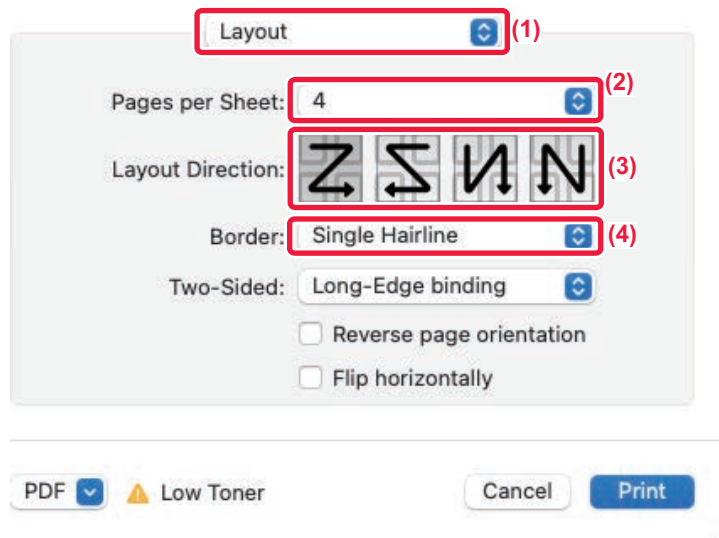 Layout (1)
Pages per Sheet: 4 (2)
Layout Direction: (3)
Border: Single Hairline (4)
Two-Sided: Long-Edge binding
Reverse page orientation
Flip horizontally
PDF Low Toner Cancel Print